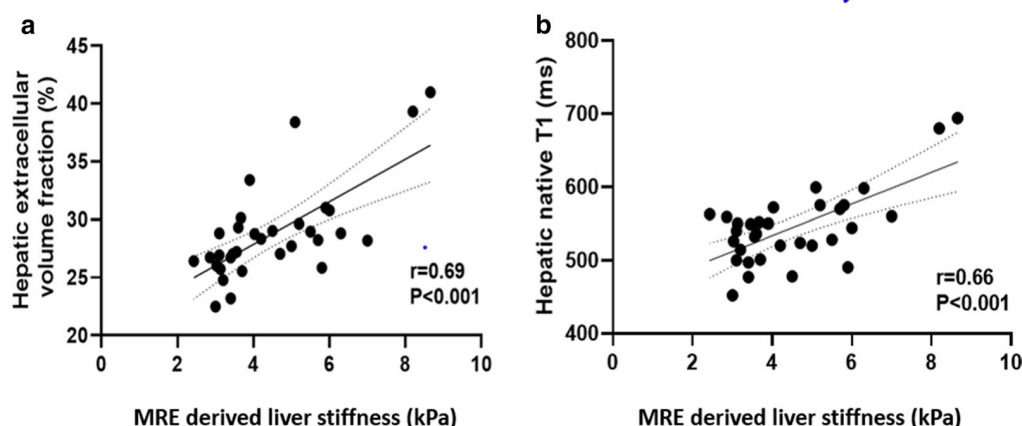 a
Hepatic extracellular
volume fraction (%)
45
40
35
30
25
20
0
2
4
6
8
10
r=0.69
P<0.001
MRE derived liver stiffness (kPa)
b
Hepatic native T1 (ms)
800
700
600
500
400
0
2
4
6
8
10
r=0.66
P<0.001
MRE derived liver stiffness (kPa)